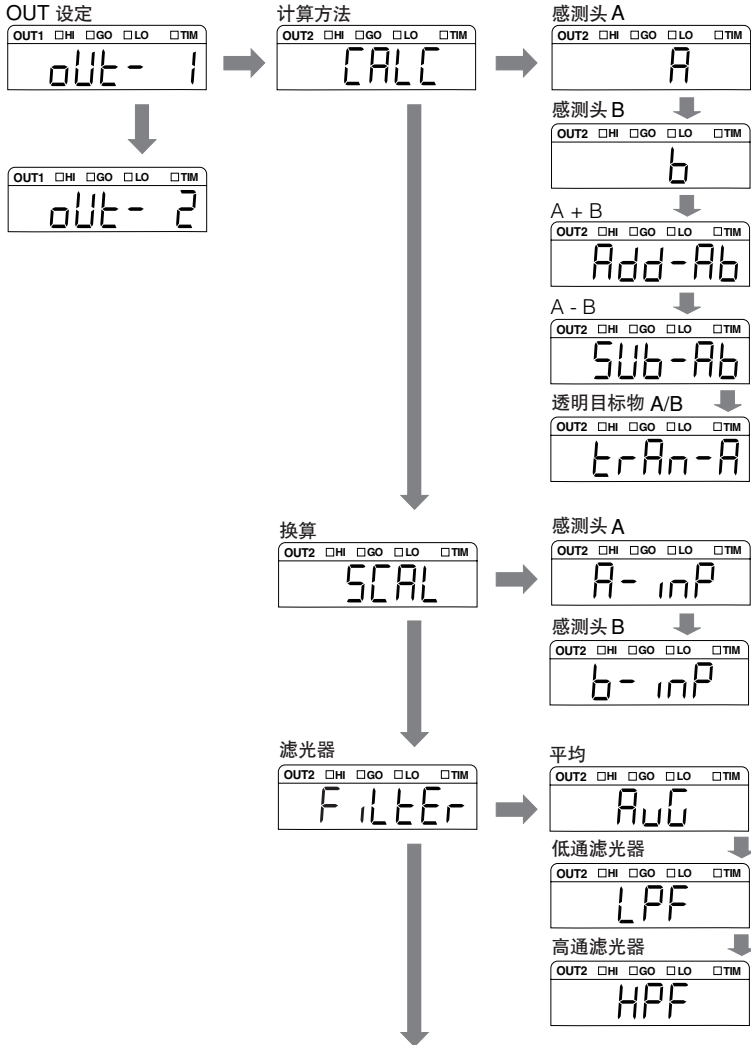 OUT 设定
OUT1 □HI □GO □LO □TIM
oUt- 1
OUT1 □HI □GO □LO □TIM
oUt- 2
计算方法
OUT2 □HI □GO □LO □TIM
CALC
感测头 A
OUT2 □HI □GO □LO □TIM
A
感测头 B
OUT2 □HI □GO □LO □TIM
b
A + B
OUT2 □HI □GO □LO □TIM
Add-Ab
A - B
OUT2 □HI □GO □LO □TIM
SUb-Ab
透明目标物 A/B
OUT2 □HI □GO □LO □TIM
trAn-A
换算
OUT2 □HI □GO □LO □TIM
SCAL
感测头 A
OUT2 □HI □GO □LO □TIM
A- inP
感测头 B
OUT2 □HI □GO □LO □TIM
b- inP
滤光器
OUT2 □HI □GO □LO □TIM
FiLtEr
平均
OUT2 □HI □GO □LO □TIM
AuG
低通滤光器
OUT2 □HI □GO □LO □TIM
LPF
高通滤光器
OUT2 □HI □GO □LO □TIM
HPF